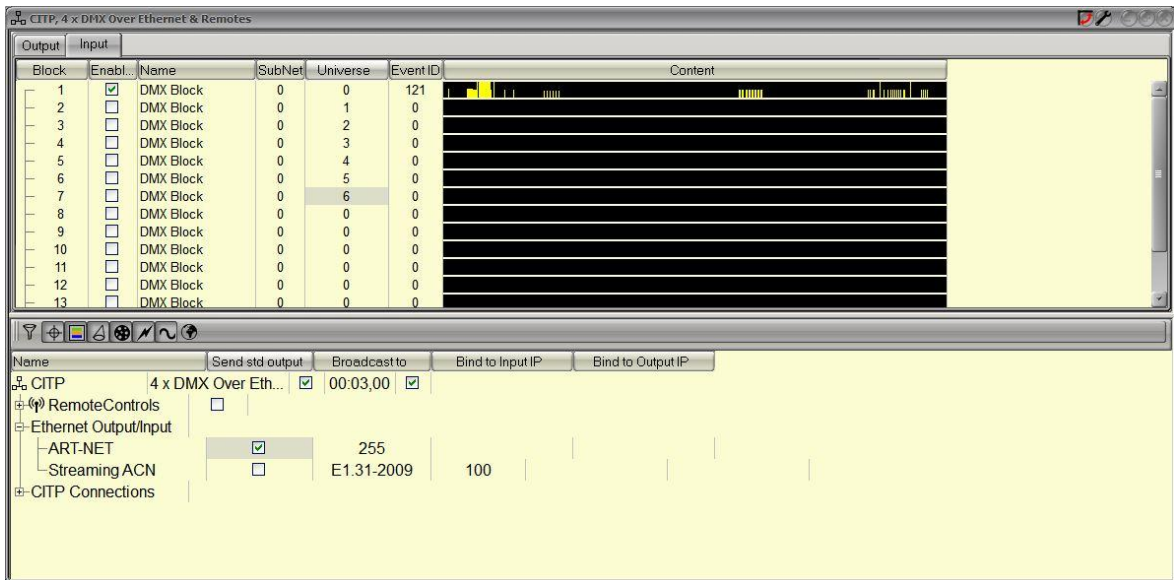 CITP, 4 x DMX Over Ethernet & Remotes
Output Input
Block Enabl... Name SubNet Universe Event ID Content
1 DMX Block 0 0 121
2 DMX Block 0 1 0
3 DMX Block 0 2 0
4 DMX Block 0 3 0
5 DMX Block 0 4 0
6 DMX Block 0 5 0
7 DMX Block 0 6 0
8 DMX Block 0 0 0
9 DMX Block 0 0 0
10 DMX Block 0 0 0
11 DMX Block 0 0 0
12 DMX Block 0 0 0
13 DMX Block 0 0 0
Name Send std output Broadcast to Bind to Input IP Bind to Output IP
CITP 4 x DMX Over Eth... 00:03,00
RemoteControls
Ethernet Output/Input
ART-NET 255
Streaming ACN E1.31-2009 100
CITP Connections